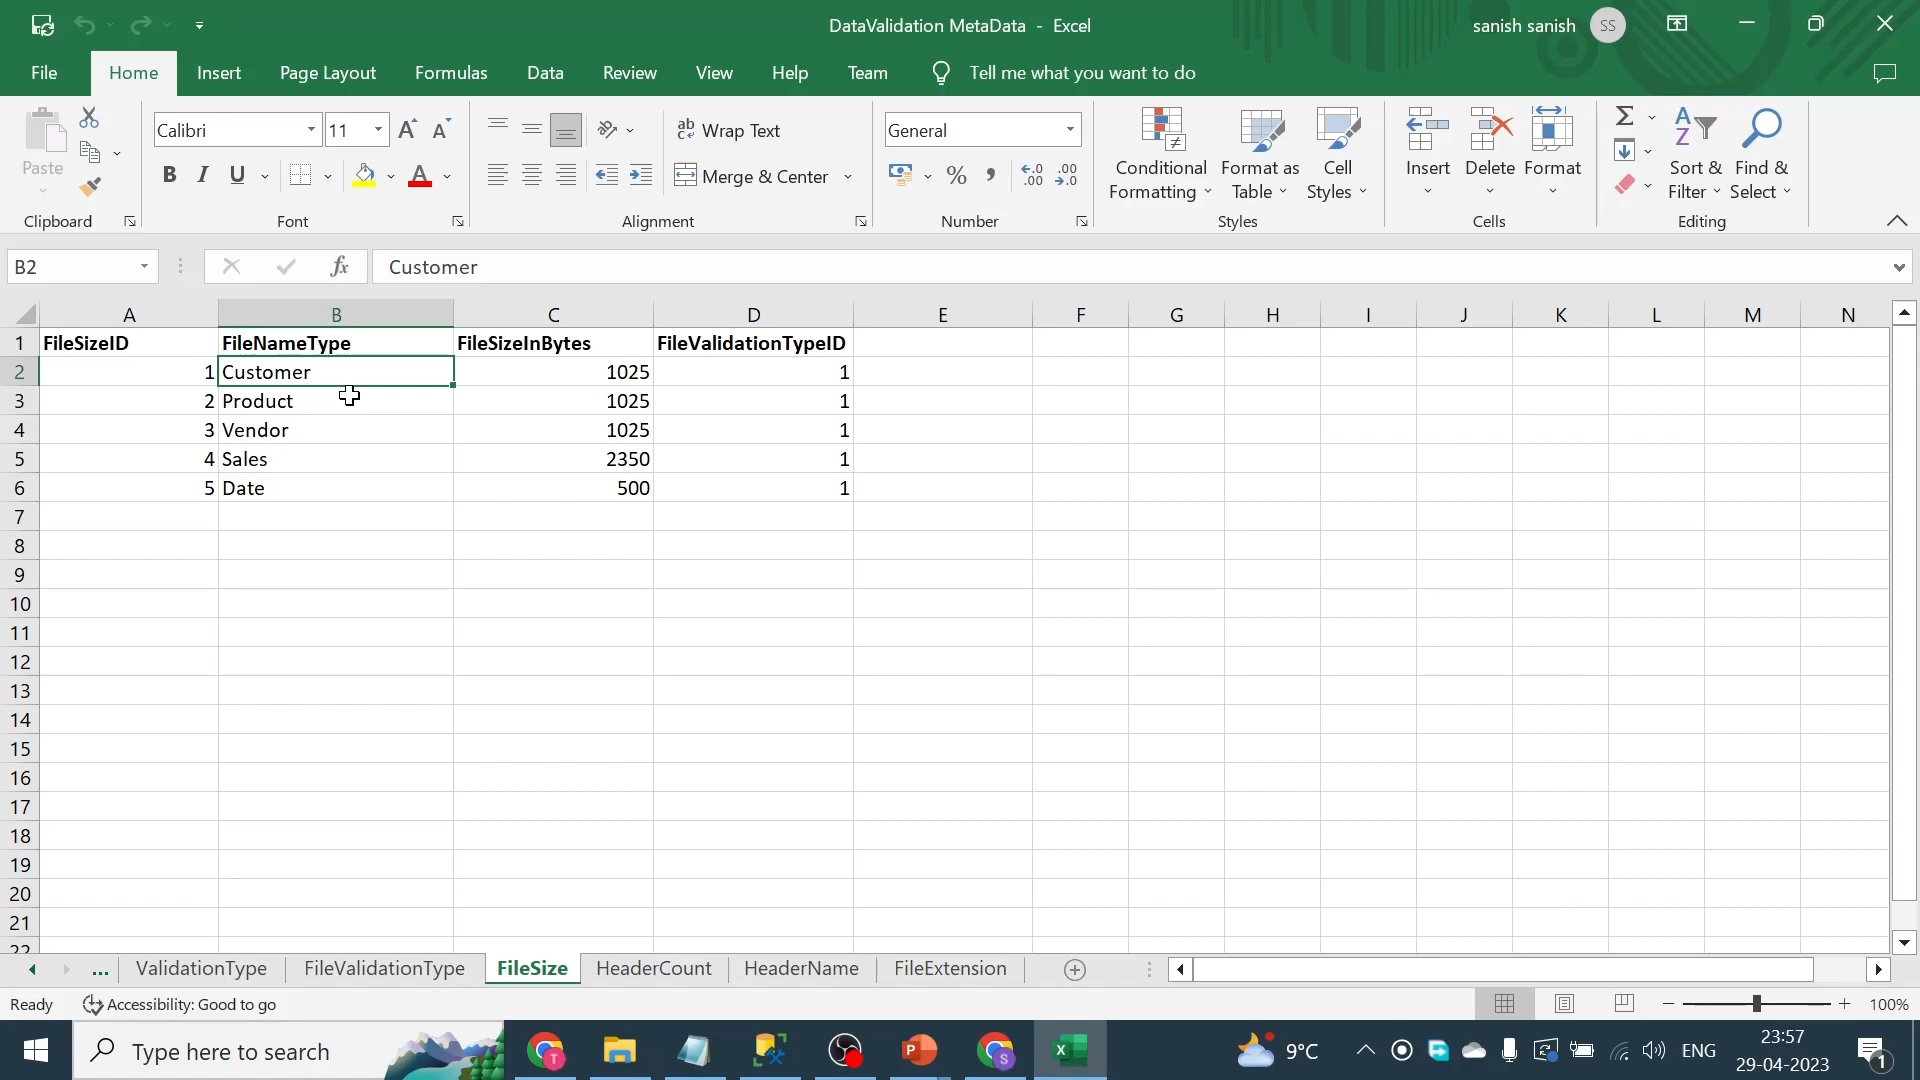 DataValidation MetaData - Excel
sanish sanish SS
File Home Insert Page Layout Formulas Data Review View Help Team Tell me what you want to do
Paste
Clipboard
Calibri 11
B I U
Font
ab Wrap Text
Merge & Center
Alignment
General
% ,
Number
Conditional Formatting
Format as Table
Cell Styles
Styles
Insert Delete Format
Cells
Sort & Filter
Find & Select
Editing
B2 fx Customer
A B C D E F G H I J K L M N
1 FileSizeID FileNameType FileSizeInBytes FileValidationTypeID
2 1 Customer 1025 1
3 2 Product 1025 1
4 3 Vendor 1025 1
5 4 Sales 2350 1
6 5 Date 500 1
7
8
9
10
11
12
13
14
15
16
17
18
19
20
21
22
... ValidationType FileValidationType FileSize HeaderCount HeaderName FileExtension
Ready Accessibility: Good to go 100%
Type here to search
9°C ENG 23:57
29-04-2023 1